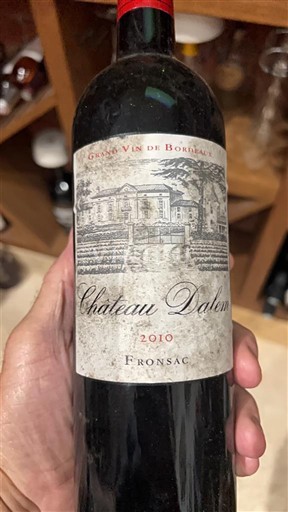 GRAND VIN DE BORDEAUX
Château Dalem
2010
FRONSAC